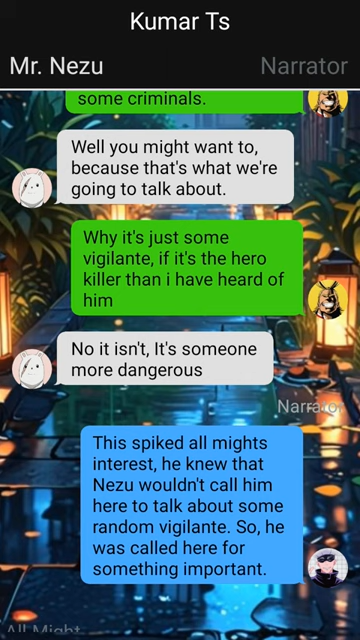 Kumar Ts
Mr. Nezu
Narrator
some criminals.
Well you might want to,
because that's what we're
going to talk about.
Why it's just some
vigilante, if it's the hero
killer than i have heard of
him
No it isn't, It's someone
more dangerous
Narrator
This spiked all mights
interest, he knew that
Nezu wouldn't call him
here to talk about some
random vigilante. So, he
was called here for
something important.
All Might